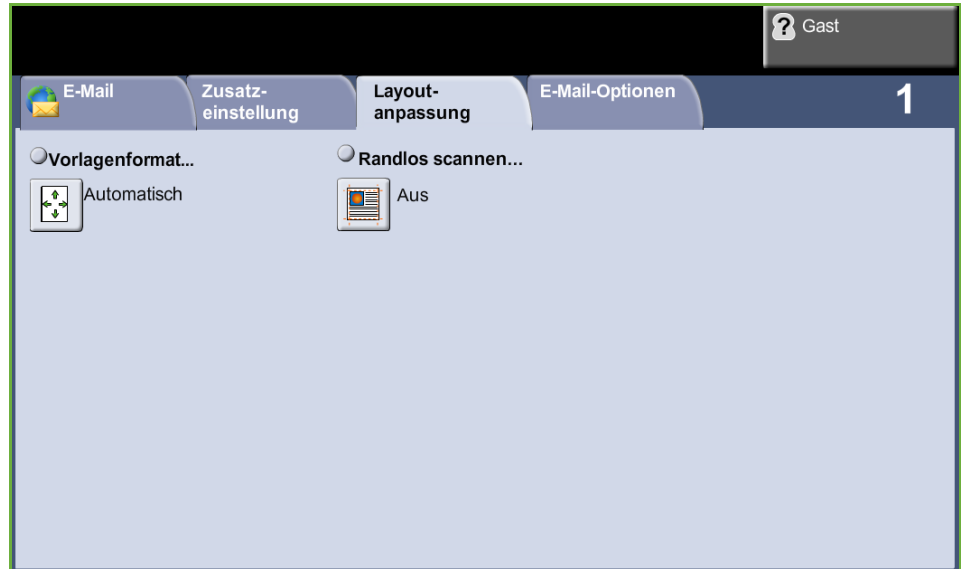 Gast
E-Mail
Zusatz-
einstellung
Layout-
anpassung
E-Mail-Optionen
1
Vorlagenformat...
Randlos scannen...
Automatisch
Aus